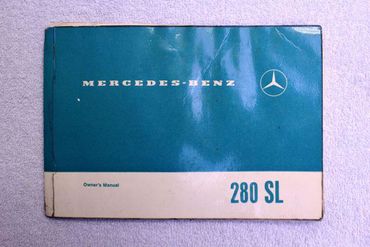 MERCEDES-BENZ
Owner's Manual
280 SL